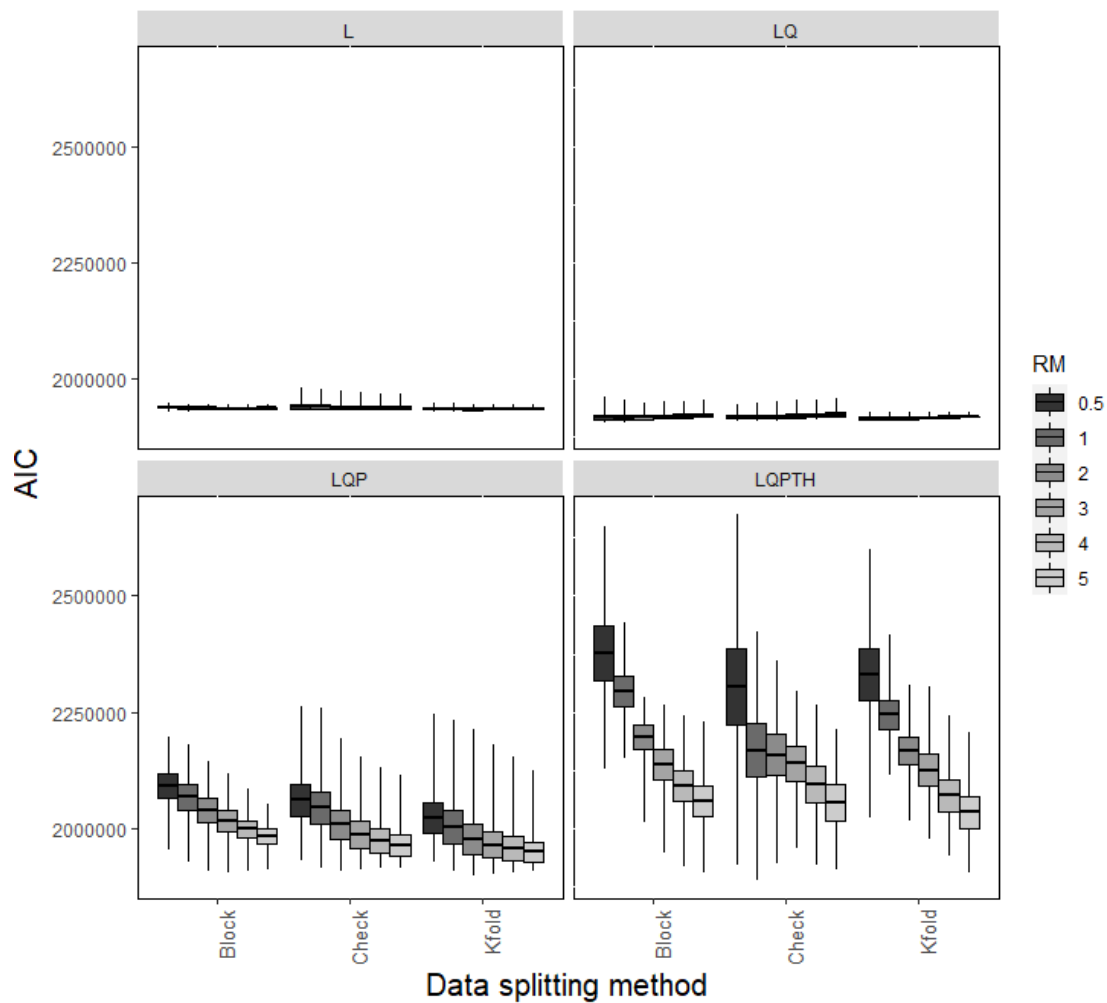 L
LQ
2500000
2250000
2000000
LQP
LQPTH
2500000
2250000
2000000
AIC
Block
Check
Kfold
Block
Check
Kfold
Data splitting method
RM
0.5
1
2
3
4
5